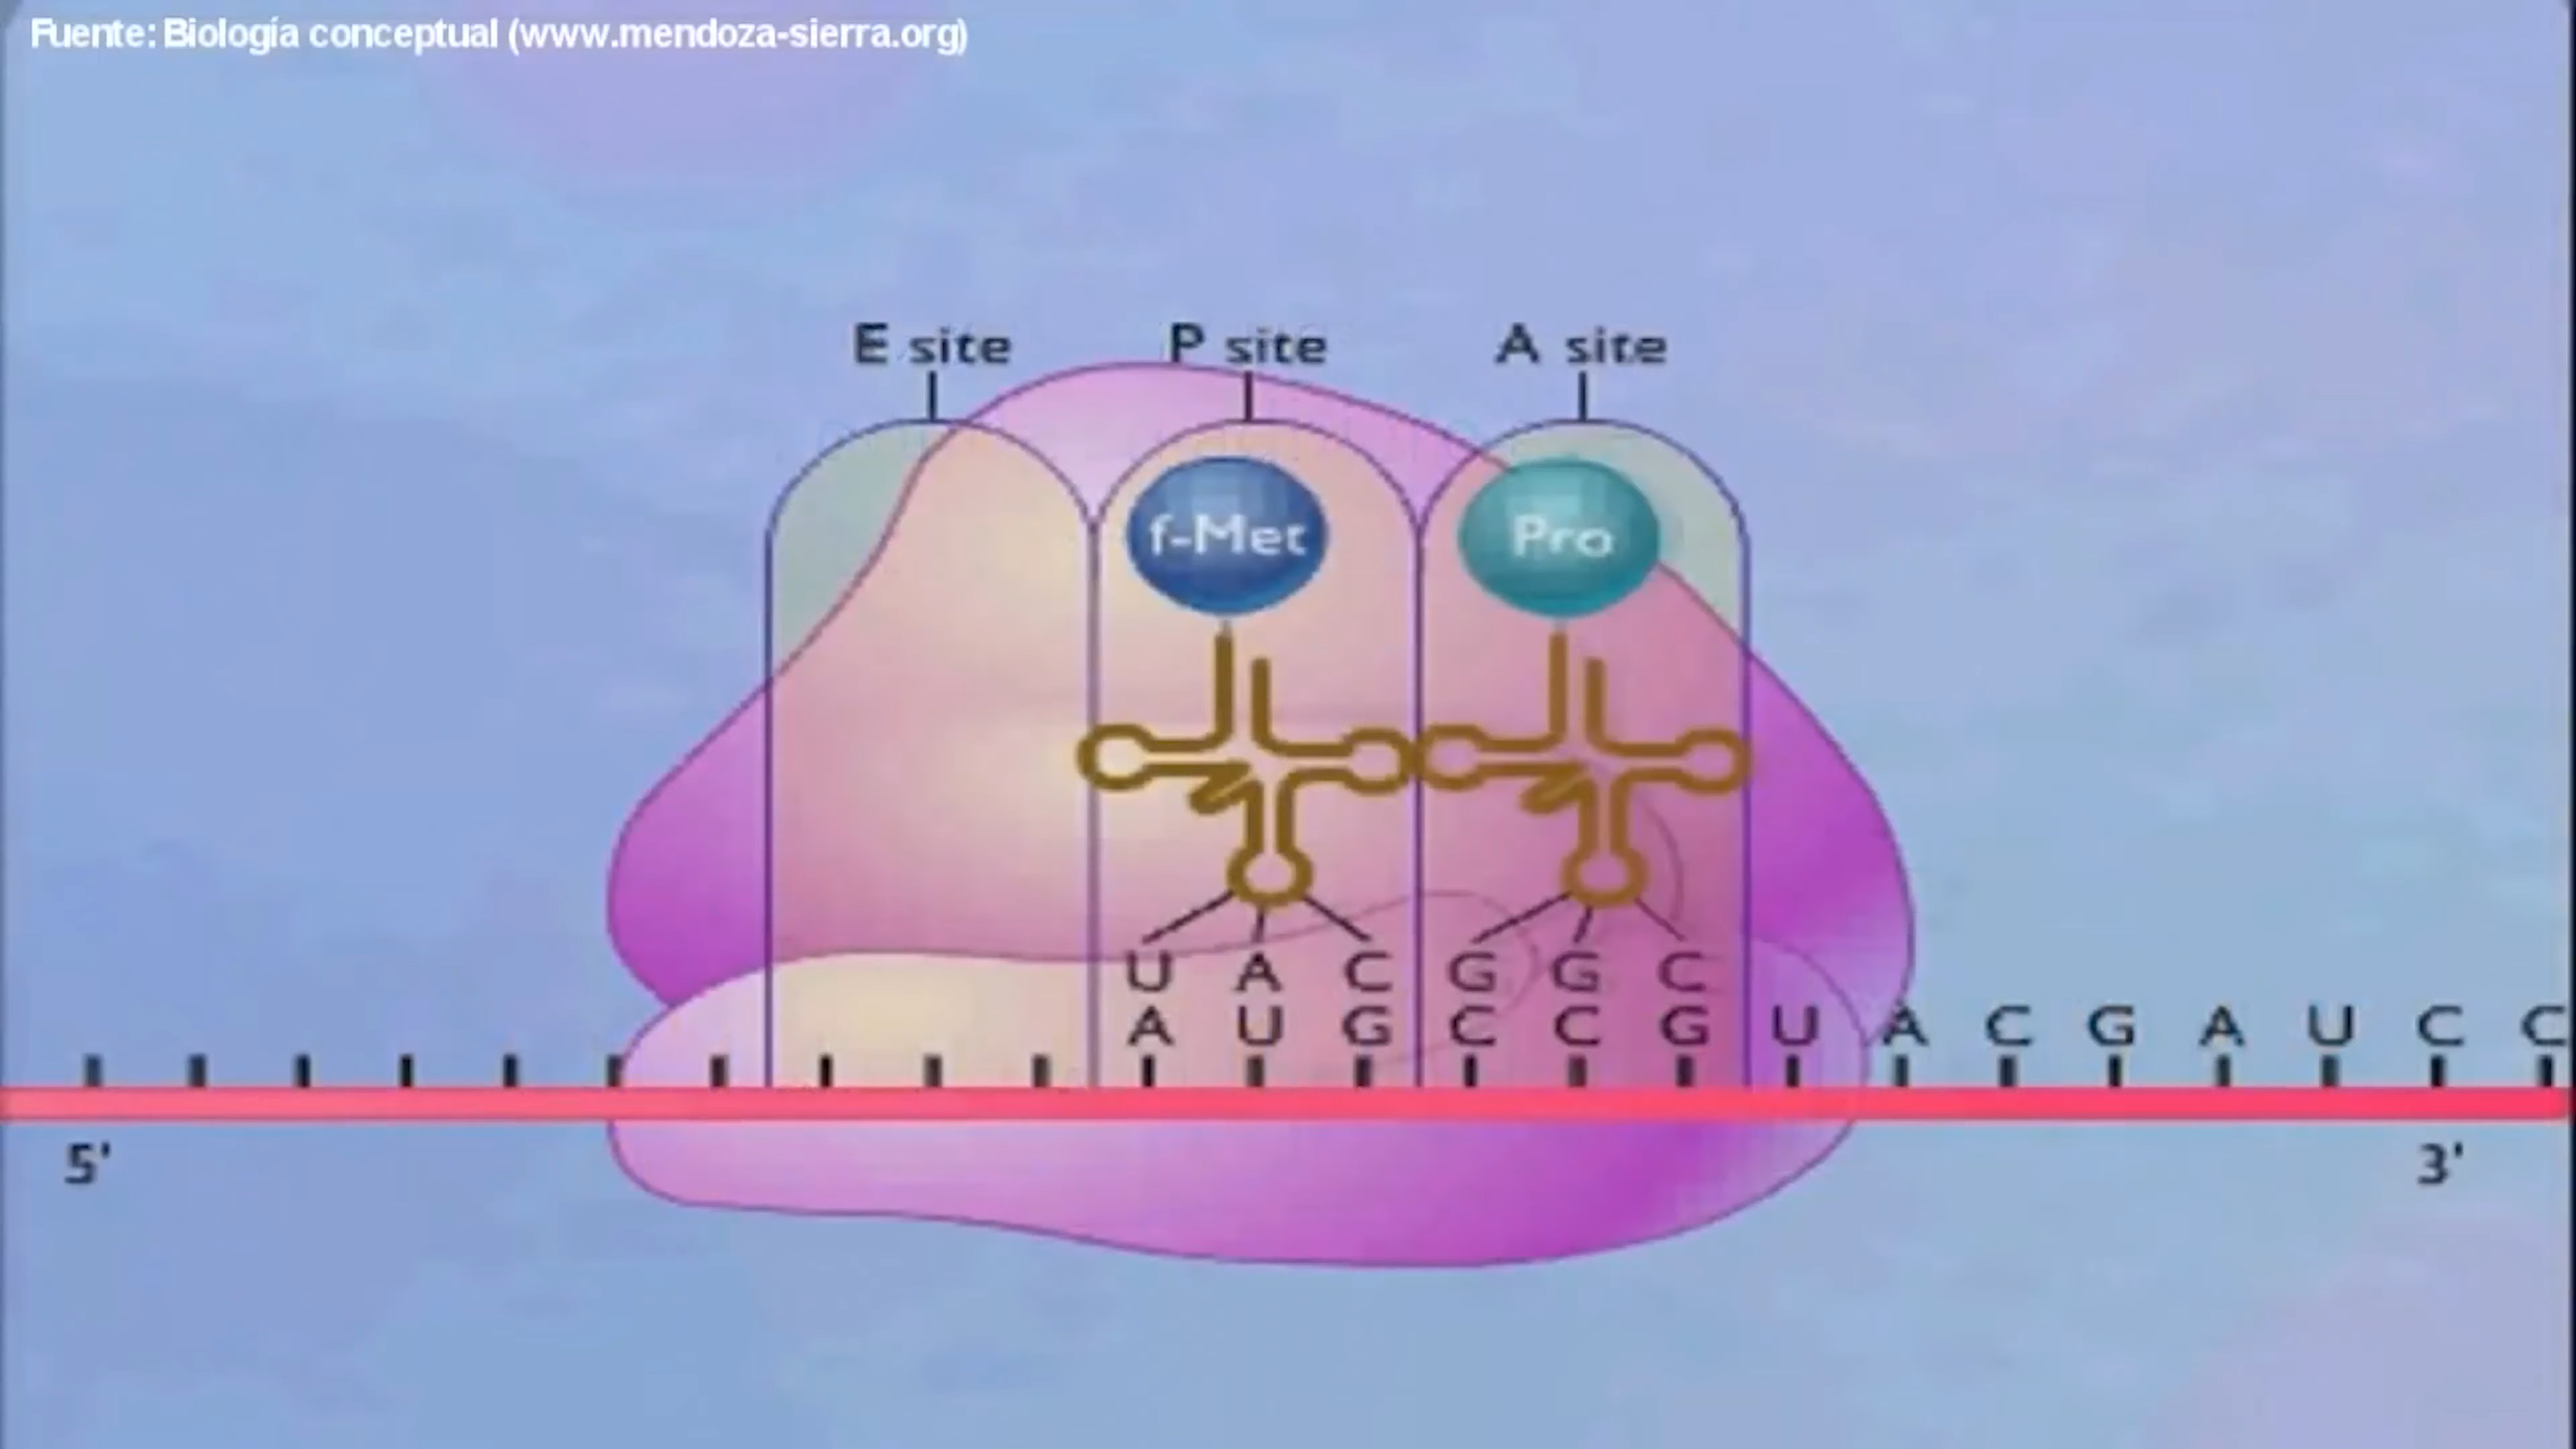 Fuente: Biología conceptual (www.mendoza-sierra.org)
E site P site A site
f-Met Pro
U A C G G C
A U G C C G U A C G A U C C
5' 3'